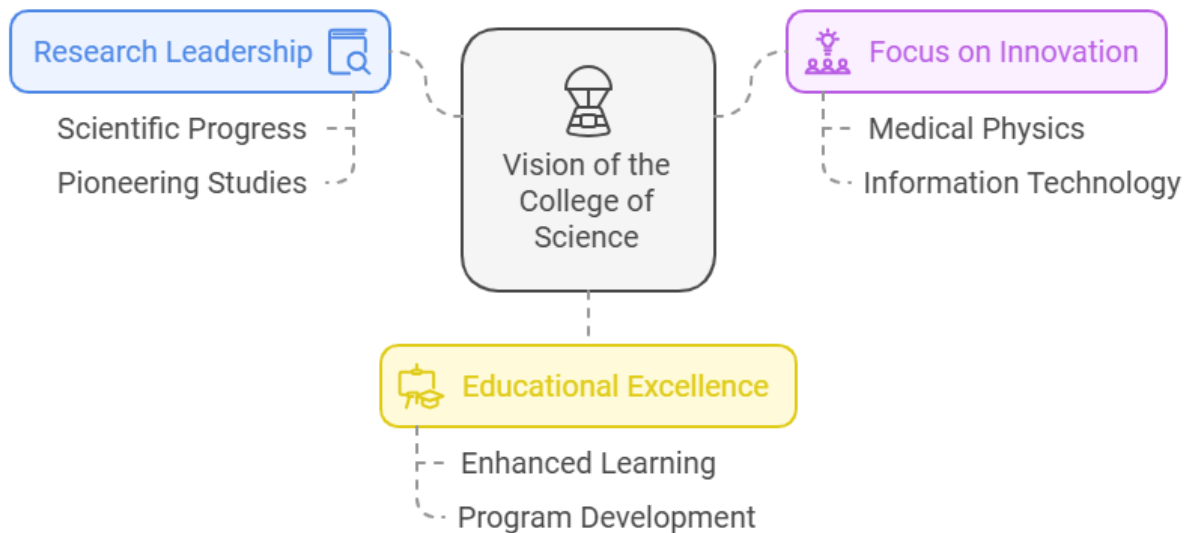 Research Leadership
Scientific Progress
Pioneering Studies
Vision of the
College of
Science
Focus on Innovation
Medical Physics
Information Technology
Educational Excellence
Enhanced Learning
Program Development